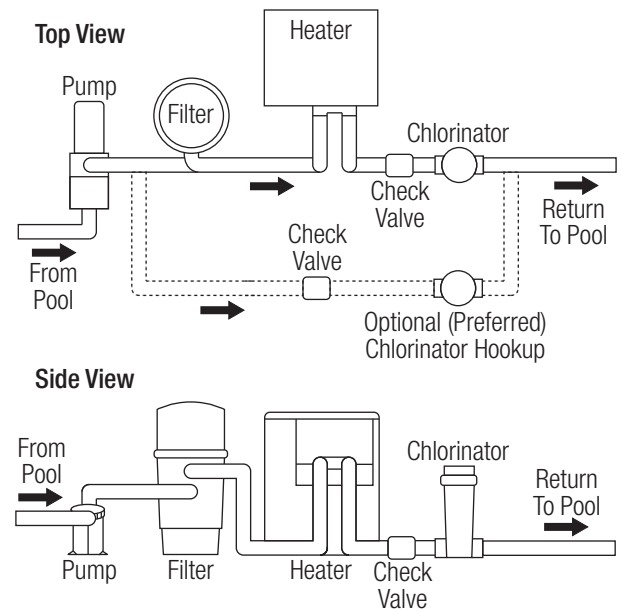 Top View
Heater
Pump
Filter
Chlorinator
Check
Valve
Return
To Pool
From
Pool
Check
Valve
Optional (Preferred)
Chlorinator Hookup
Side View
From
Pool
Chlorinator
Return
To Pool
Pump
Filter
Heater
Check
Valve